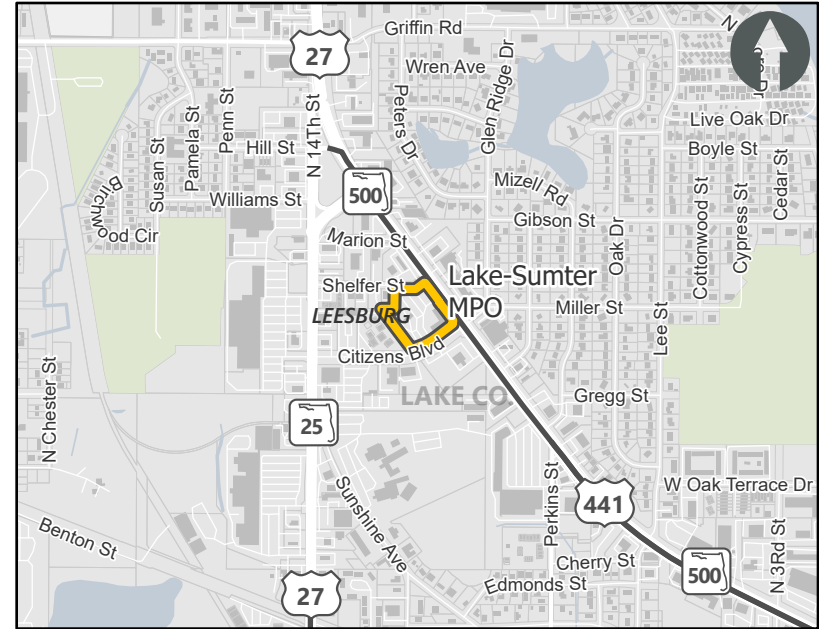 Griffin Rd
N
27
Wren Ave
Glen Ridge Dr
Peters Dr
Live Oak Dr
Penn St
Pamela St
Susan St
Hill St
N 14Th St
Boyle St
Birchwo
od Cir
Williams St
500
Mizell Rd
Gibson St
Oak Dr
Cottonwood St
Cypress St
Cedar St
Marion St
Shelfer St
Lake-Sumter
MPO
LEESBURG
Miller St
Lee St
Citizens Blvd
LAKE CO.
Gregg St
N Chester St
25
Sunshine Ave
Perkins St
W Oak Terrace Dr
441
Benton St
Cherry St
500
N 3Rd St
Edmonds St
27